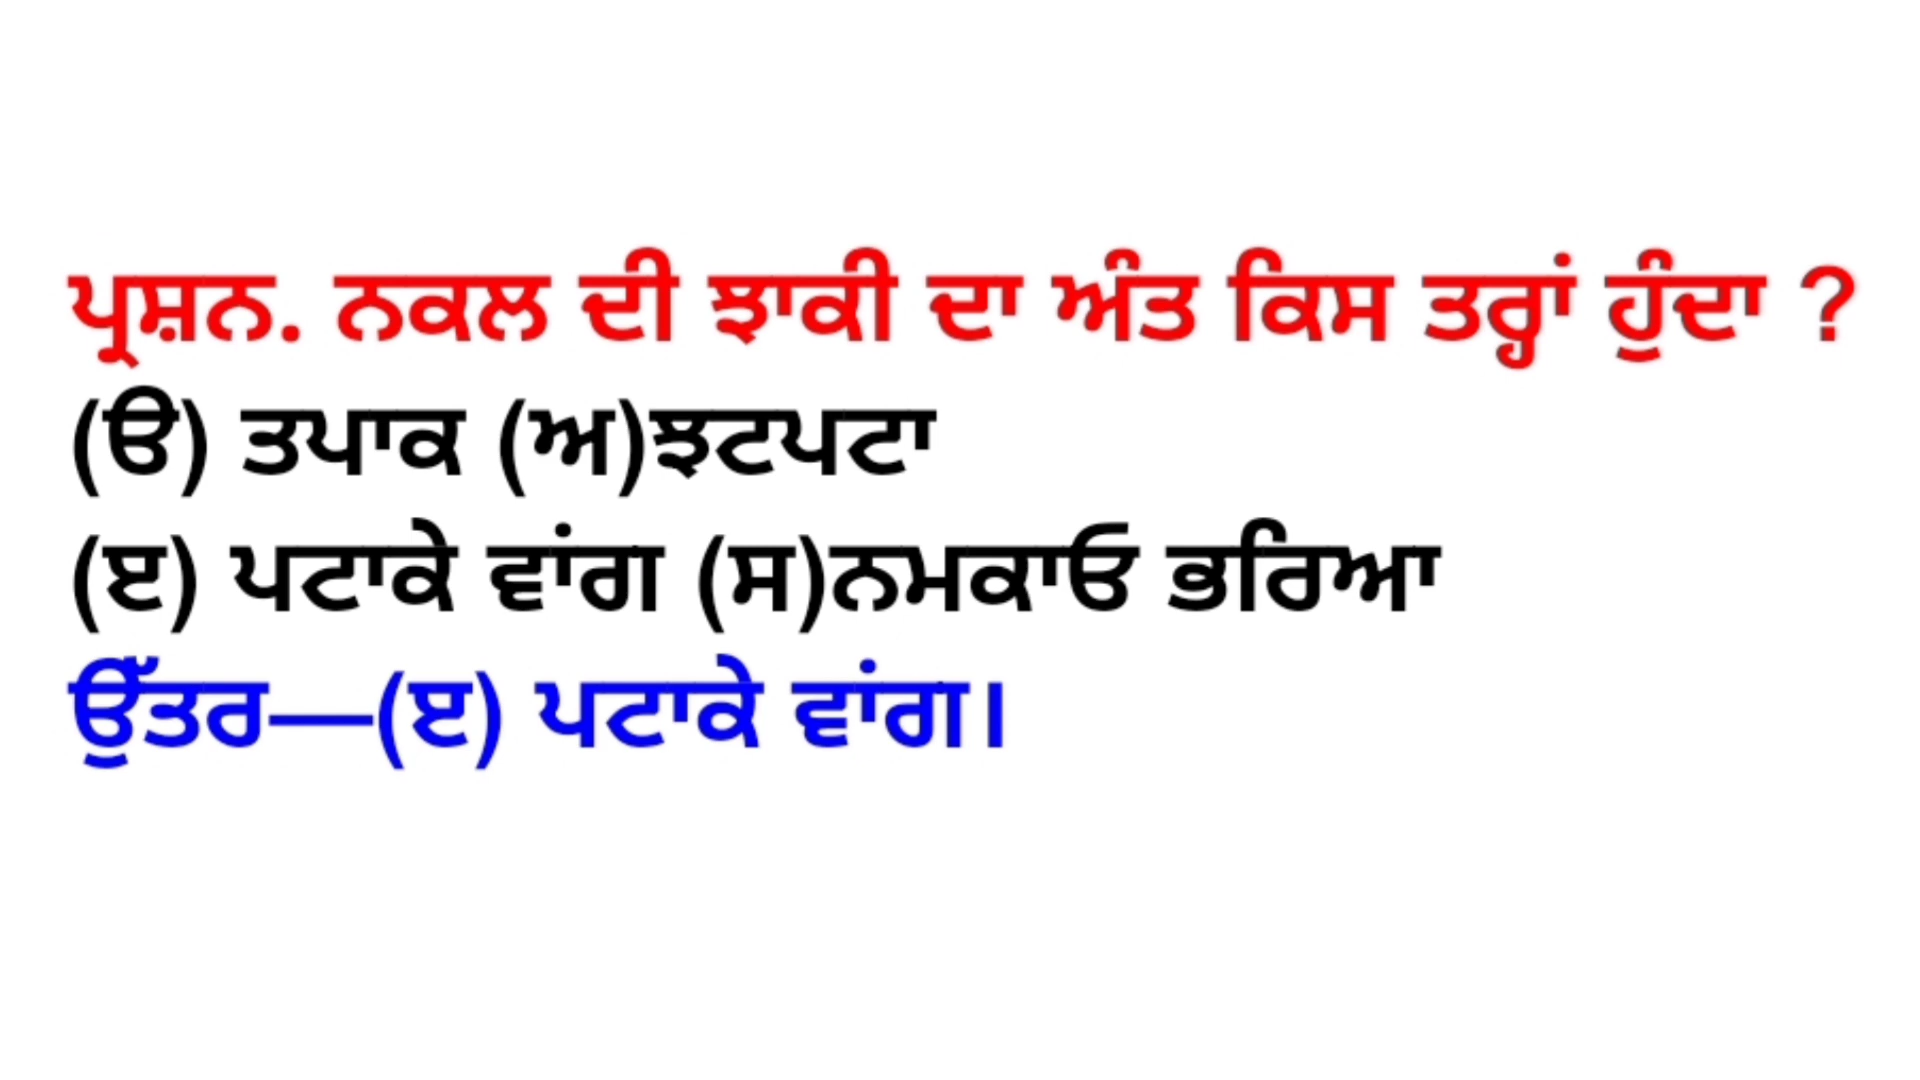 ਪ੍ਰਸ਼ਨ. ਨਕਲ ਦੀ ਝਾਕੀ ਦਾ ਅੰਤ ਕਿਸ ਤਰ੍ਹਾਂ ਹੁੰਦਾ ?
(ੳ) ਤਪਾਕ (ਅ)ਝਟਪਟਾ
(ੲ) ਪਟਾਕੇ ਵਾਂਗ (ਸ)ਨਮਕਾਓ ਭਰਿਆ
ਉੱਤਰ—(ੲ) ਪਟਾਕੇ ਵਾਂਗ।